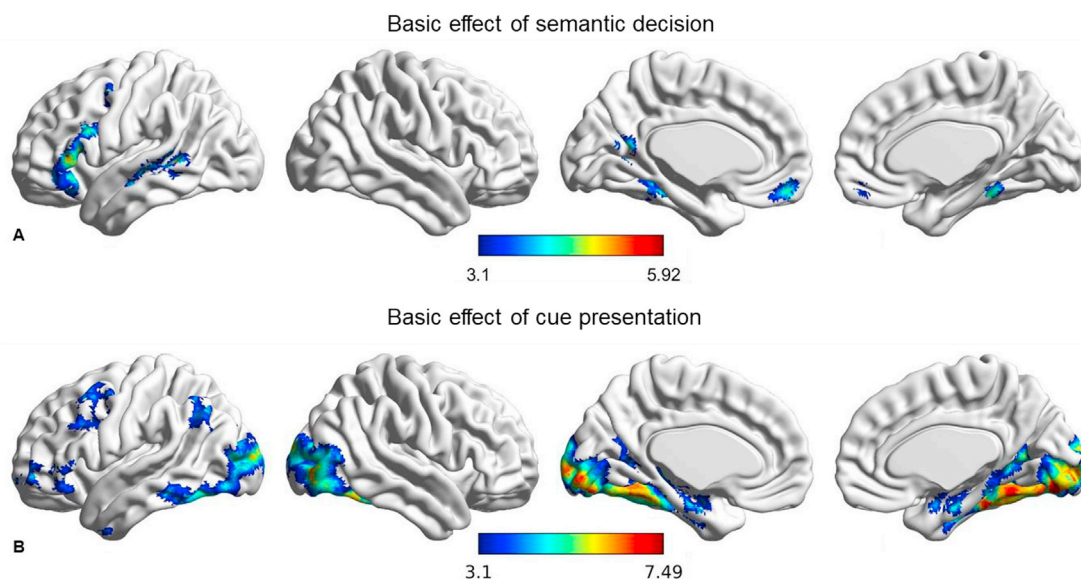 Basic effect of semantic decision
A
3.1 5.92
Basic effect of cue presentation
B
3.1 7.49